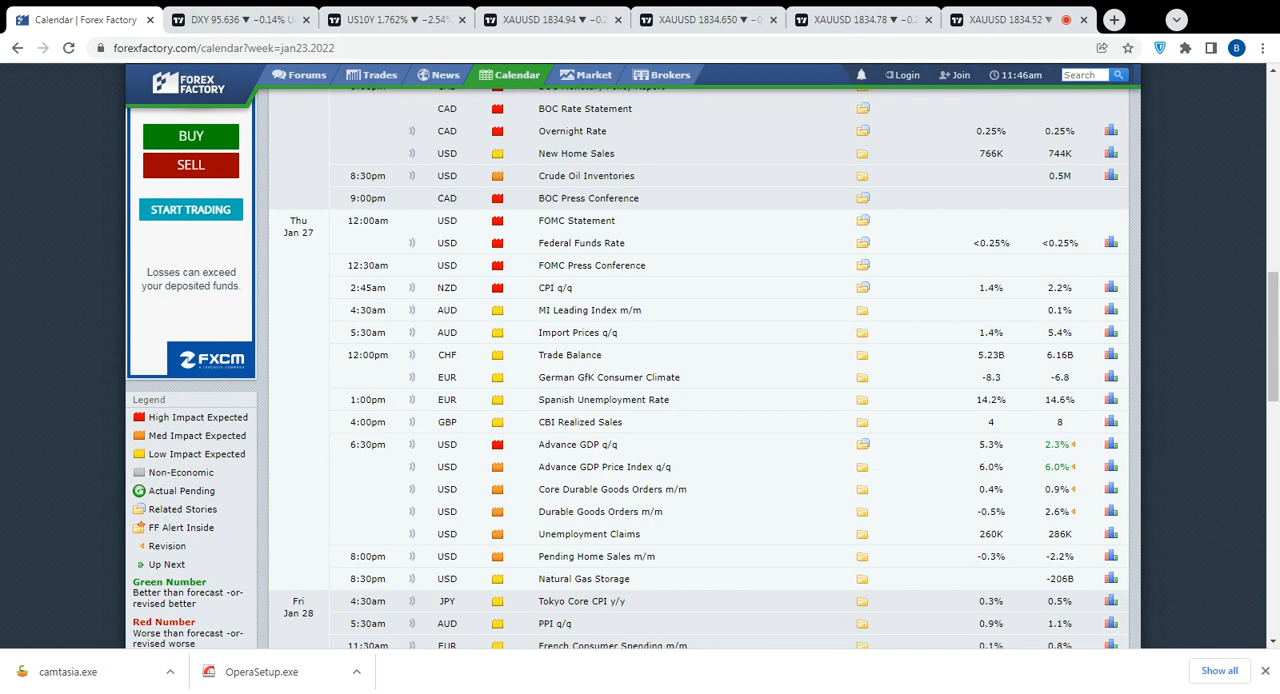 Calendar | Forex Factory
DXY 95.636 ▼ −0.14% U
US10Y 1.762% ▼ −2.54%
XAUUSD 1834.94 ▼ −0.2
XAUUSD 1834.650 ▼ −0.
XAUUSD 1834.78 ▼ −0.2
XAUUSD 1834.52 ▼
forexfactory.com/calendar?week=jan23.2022
B
FOREX
FACTORY
Forums
Trades
News
Calendar
Market
Brokers
Login
Join
11:46am
Search
BUY
SELL
START TRADING
Losses can exceed
your deposited funds.
FXCM
Legend
High Impact Expected
Med Impact Expected
Low Impact Expected
Non-Economic
Actual Pending
Related Stories
FF Alert Inside
Revision
Up Next
Green Number
Better than forecast -or-
revised better
Red Number
Worse than forecast -or-
revised worse
CAD BOC Rate Statement
CAD Overnight Rate 0.25% 0.25%
USD New Home Sales 766K 744K
8:30pm USD Crude Oil Inventories 0.5M
9:00pm CAD BOC Press Conference
Thu
Jan 27
12:00am USD FOMC Statement
USD Federal Funds Rate <0.25% <0.25%
12:30am USD FOMC Press Conference
2:45am NZD CPI q/q 1.4% 2.2%
4:30am AUD MI Leading Index m/m 0.1%
5:30am AUD Import Prices q/q 1.4% 5.4%
12:00pm CHF Trade Balance 5.23B 6.16B
EUR German GfK Consumer Climate -8.3 -6.8
1:00pm EUR Spanish Unemployment Rate 14.2% 14.6%
4:00pm GBP CBI Realized Sales 4 8
6:30pm USD Advance GDP q/q 5.3% 2.3%
USD Advance GDP Price Index q/q 6.0% 6.0%
USD Core Durable Goods Orders m/m 0.4% 0.9%
USD Durable Goods Orders m/m -0.5% 2.6%
USD Unemployment Claims 260K 286K
8:00pm USD Pending Home Sales m/m -0.3% -2.2%
8:30pm USD Natural Gas Storage -206B
Fri
Jan 28
4:30am JPY Tokyo Core CPI y/y 0.3% 0.5%
5:30am AUD PPI q/q 0.9% 1.1%
11:30am EUR French Consumer Spending m/m 0.1% 0.8%
camtasia.exe
OperaSetup.exe
Show all